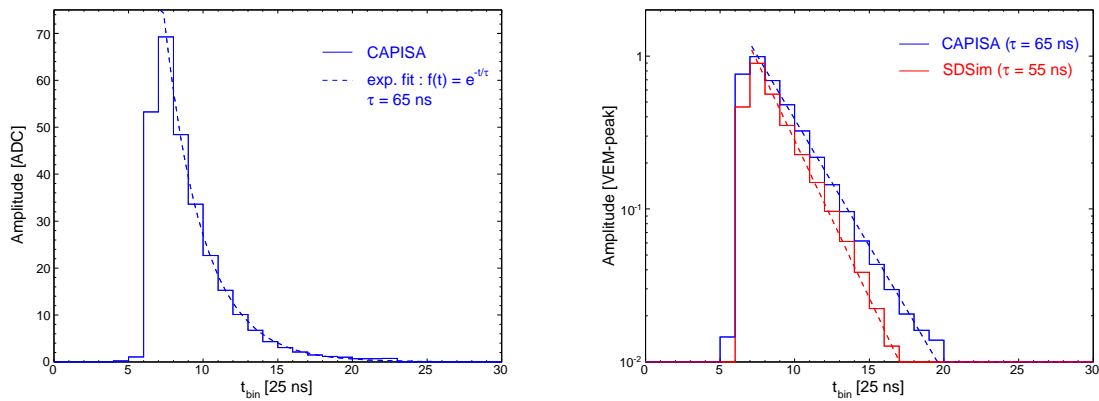 Amplitude [ADC]
70
60
50
40
30
20
10
0
0 5 10 15 20 25 30
t_bin [25 ns]
CAPISA
exp. fit : f(t) = e^-t/τ
τ = 65 ns
Amplitude [VEM-peak]
1
10^-1
10^-2
0 5 10 15 20 25 30
t_bin [25 ns]
CAPISA (τ = 65 ns)
SDSim (τ = 55 ns)